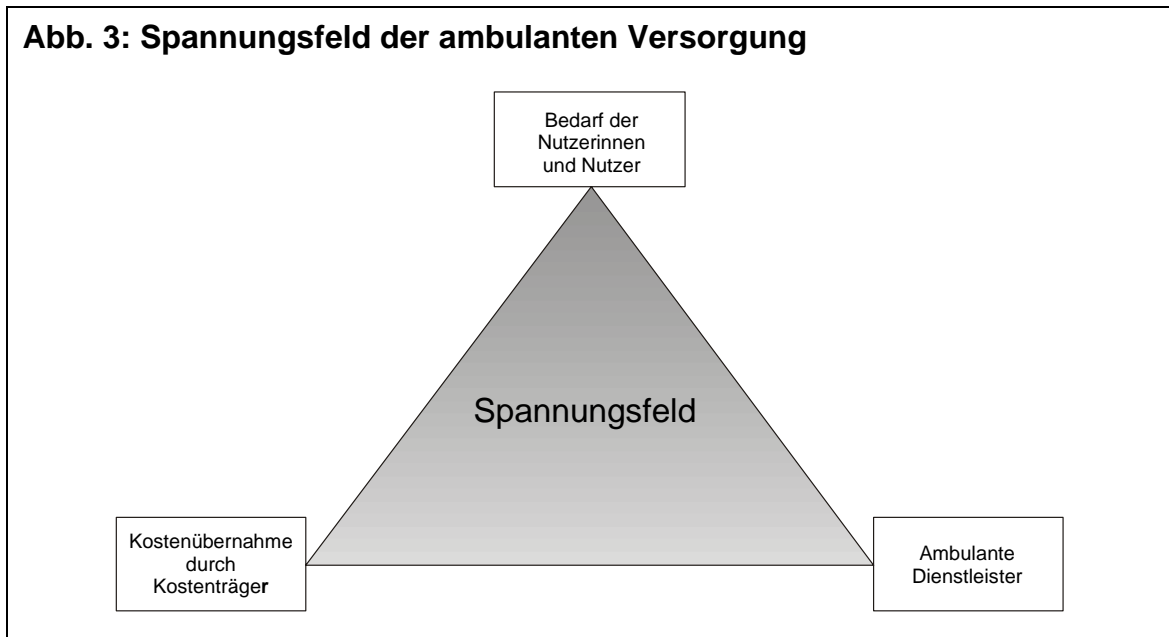 Abb. 3: Spannungsfeld der ambulanten Versorgung
Bedarf der
Nutzerinnen
und Nutzer
Spannungsfeld
Kostenübernahme
durch
Kostenträger
Ambulante
Dienstleister